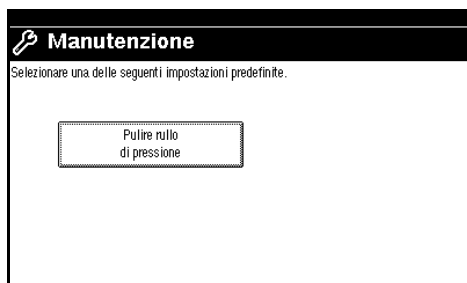 Manutenzione
Selezionare una delle seguenti impostazioni predefinite.
Pulire rullo
di pressione